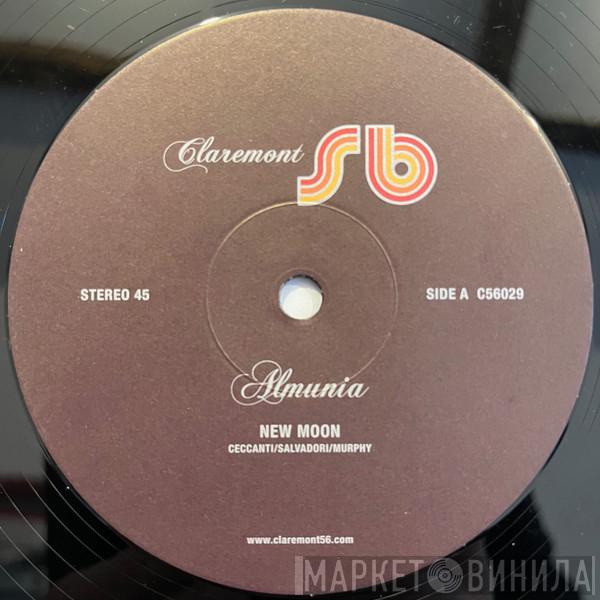 Claremont 56
STEREO 45
SIDE A C56029
Almunia
NEW MOON
CECCANTI/SALVADORI/MURPHY
www.claremont56.com
МАРКЕТ ВИНИЛА